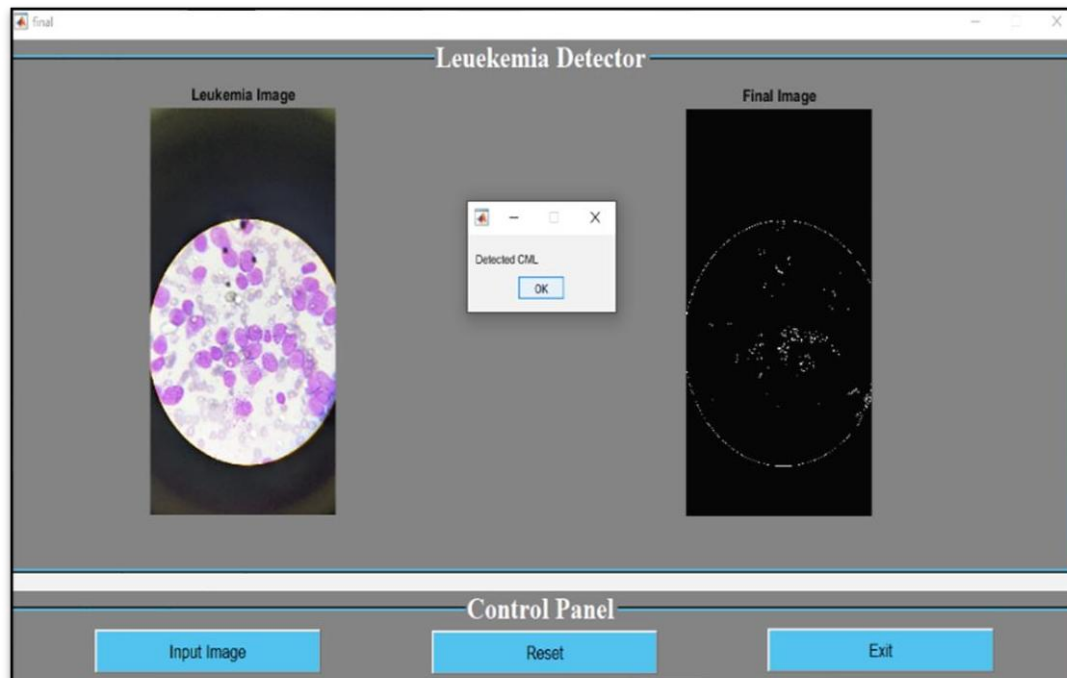 final
Leuekemia Detector
Leukemia Image
Final Image
Detected CML
OK
Control Panel
Input Image
Reset
Exit